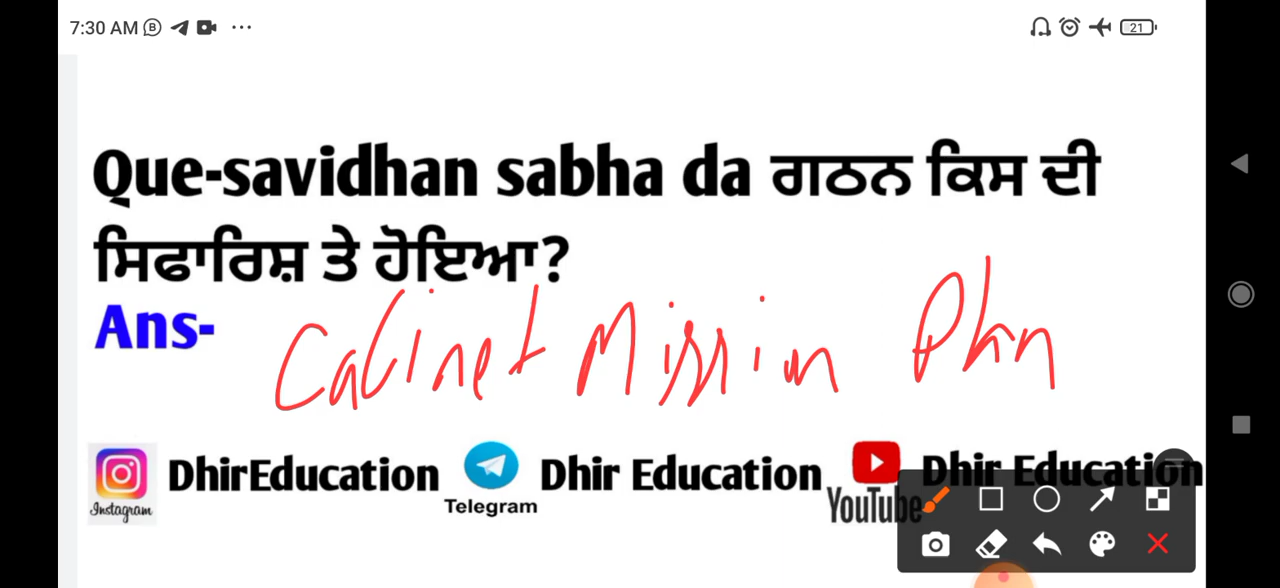 7:30 AM
21
Que-savidhan sabha da ਗਠਨ ਕਿਸ ਦੀ
ਸਿਫਾਰਿਸ਼ ਤੇ ਹੋਇਆ?
Ans- Cabinet Mission Plan
Instagram DhirEducation Telegram Dhir Education YouTube Dhir Education